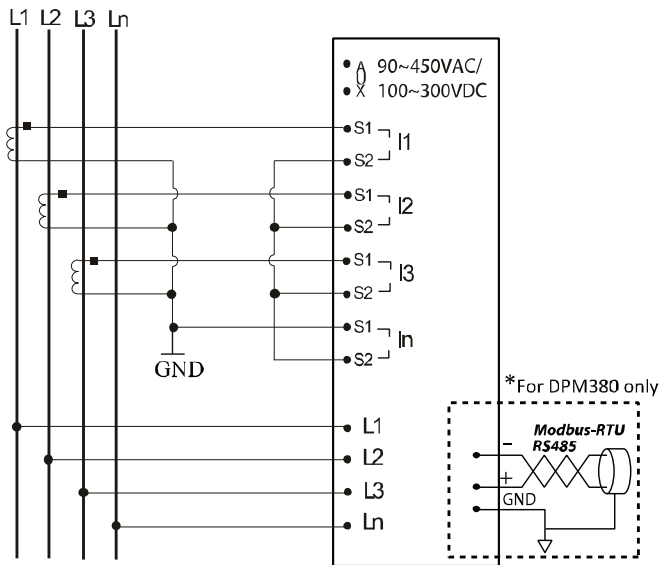 L1 L2 L3 Ln
AUX 90~450VAC/
100~300VDC
S1
I1
S2
S1
I2
S2
S1
I3
S2
S1
In
S2
GND
*For DPM380 only
L1
L2
L3
Ln
Modbus-RTU
RS485
−
+
GND